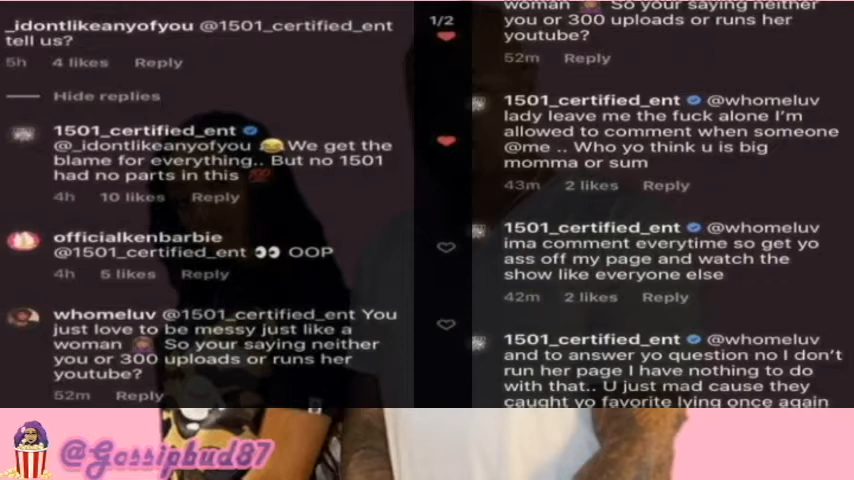 _idontlikeanyofyou @1501_certified_ent
tell us?
5h 4 likes Reply
Hide replies
1501_certified_ent
@_idontlikeanyofyou 😂We get the
blame for everything.. But no 1501
had no parts in this 💯
4h 10 likes Reply
officialkenbarbie
@1501_certified_ent 👀 OOP
4h 5 likes Reply
whomeluv @1501_certified_ent You
just love to be messy just like a
woman 🤦🏽‍♀️ So your saying neither
you or 300 uploads or runs her
youtube?
52m Reply
1/2
woman 🤦🏽‍♀️ So your saying neither
you or 300 uploads or runs her
youtube?
52m Reply
1501_certified_ent @whomeluv
lady leave me the fuck alone I'm
allowed to comment when someone
@me .. Who yo think u is big
momma or sum
43m 2 likes Reply
1501_certified_ent @whomeluv
ima comment everytime so get yo
ass off my page and watch the
show like everyone else
42m 2 likes Reply
1501_certified_ent @whomeluv
and to answer yo question no I don't
run her page I have nothing to do
with that.. U just mad cause they
caught yo favorite lying once again
@Gossipbud87